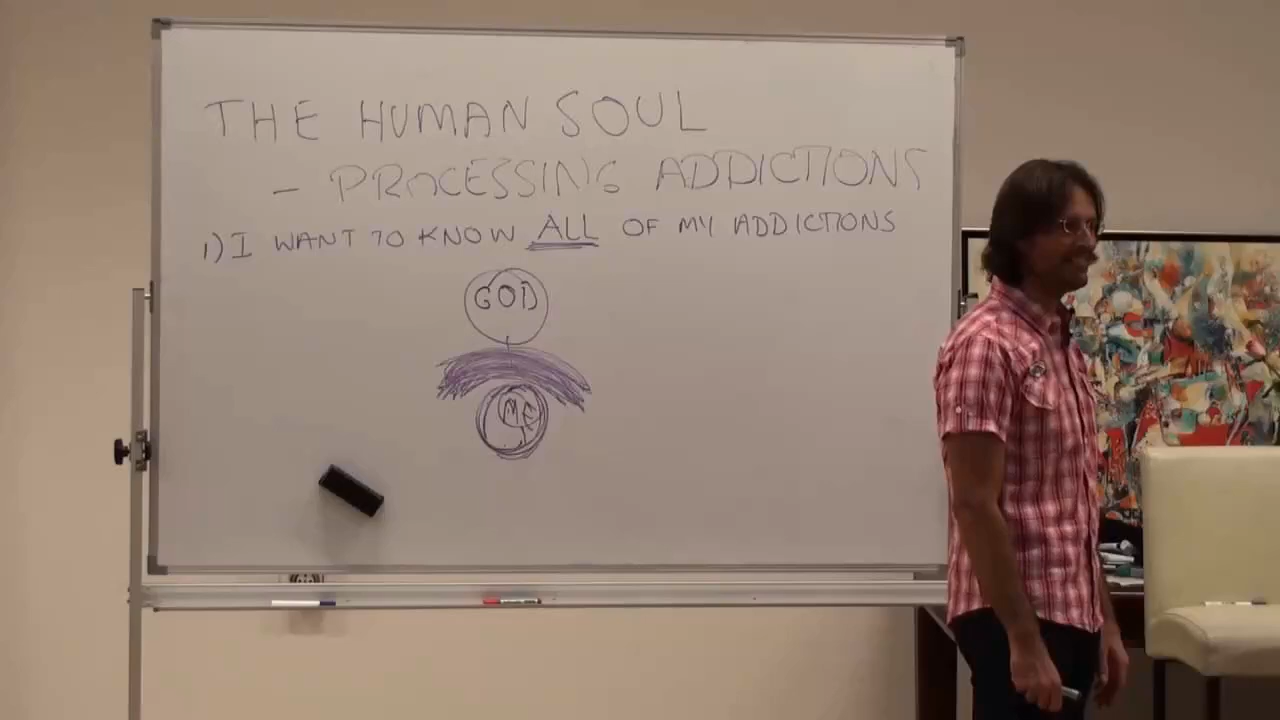 THE HUMAN SOUL
- PROCESSING ADDICTIONS
1) I WANT TO KNOW ALL OF MY ADDICTIONS
GOD
ME